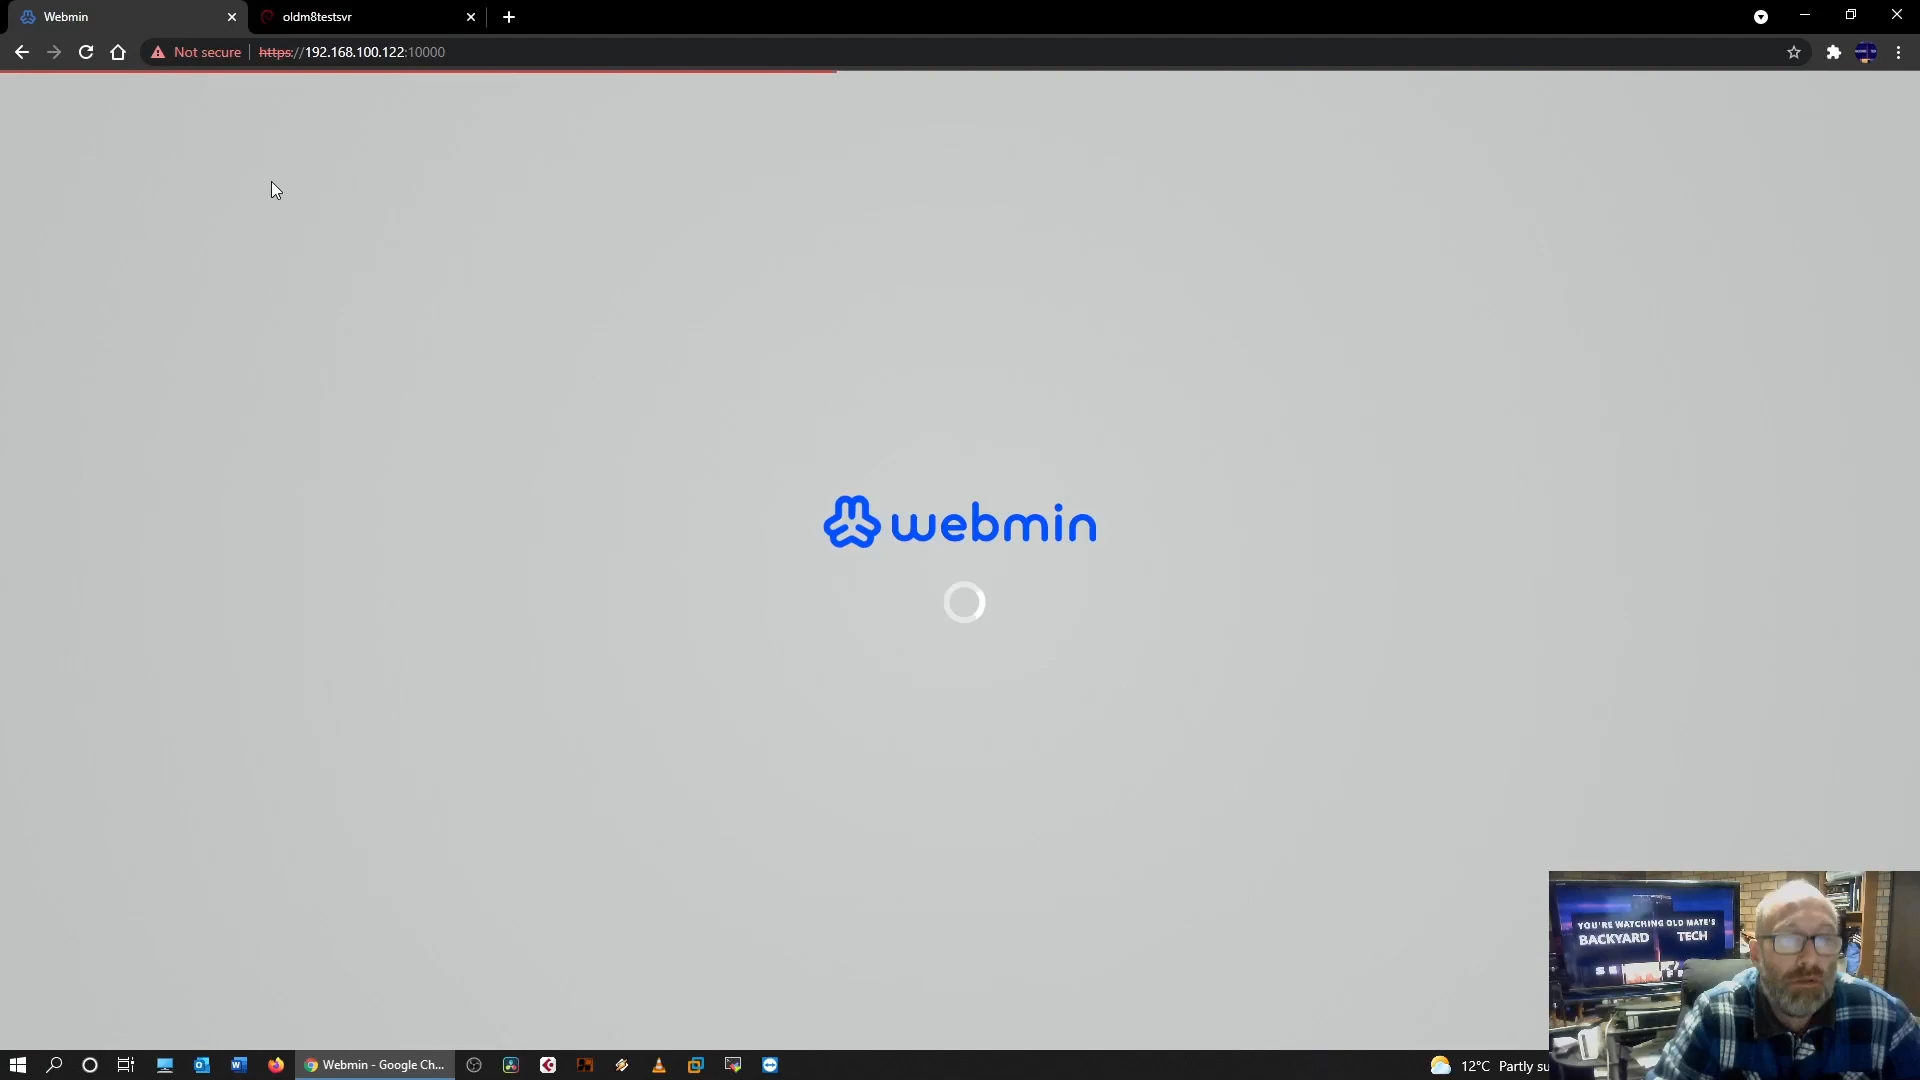 Webmin
oldm8testsvr
Not secure
https://192.168.100.122:10000
webmin
YOU'RE WATCHING OLD MATE'S
BACKYARD TECH
Webmin - Google Ch...
12°C Partly su